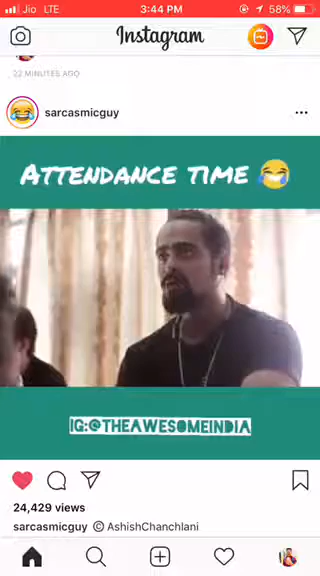 Jio LTE 3:44 PM 58%
Instagram
22 MINUTES AGO
sarcasmicguy
ATTENDANCE TIME
IG:@THEAWESOMEINDIA
24,429 views
sarcasmicguy © AshishChanchlani